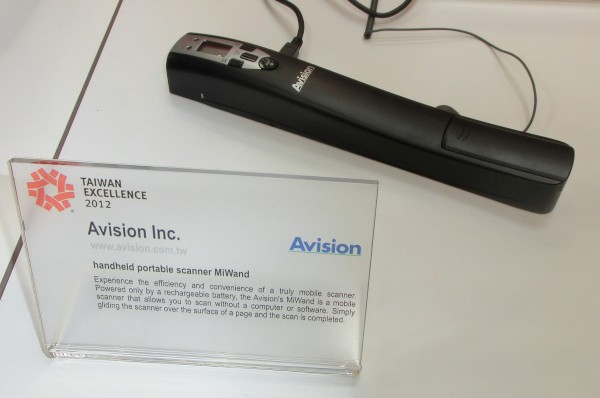 Avision
TAIWAN
EXCELLENCE
2012
Avision Inc.
www.avision.com.tw
Avision
handheld portable scanner MiWand
Experience the efficiency and convenience of a truly mobile scanner.
Powered only by a rechargeable battery, the Avision's MiWand is a mobile
scanner that allows you to scan without a computer or software. Simply
gliding the scanner over the surface of a page and the scan is completed.